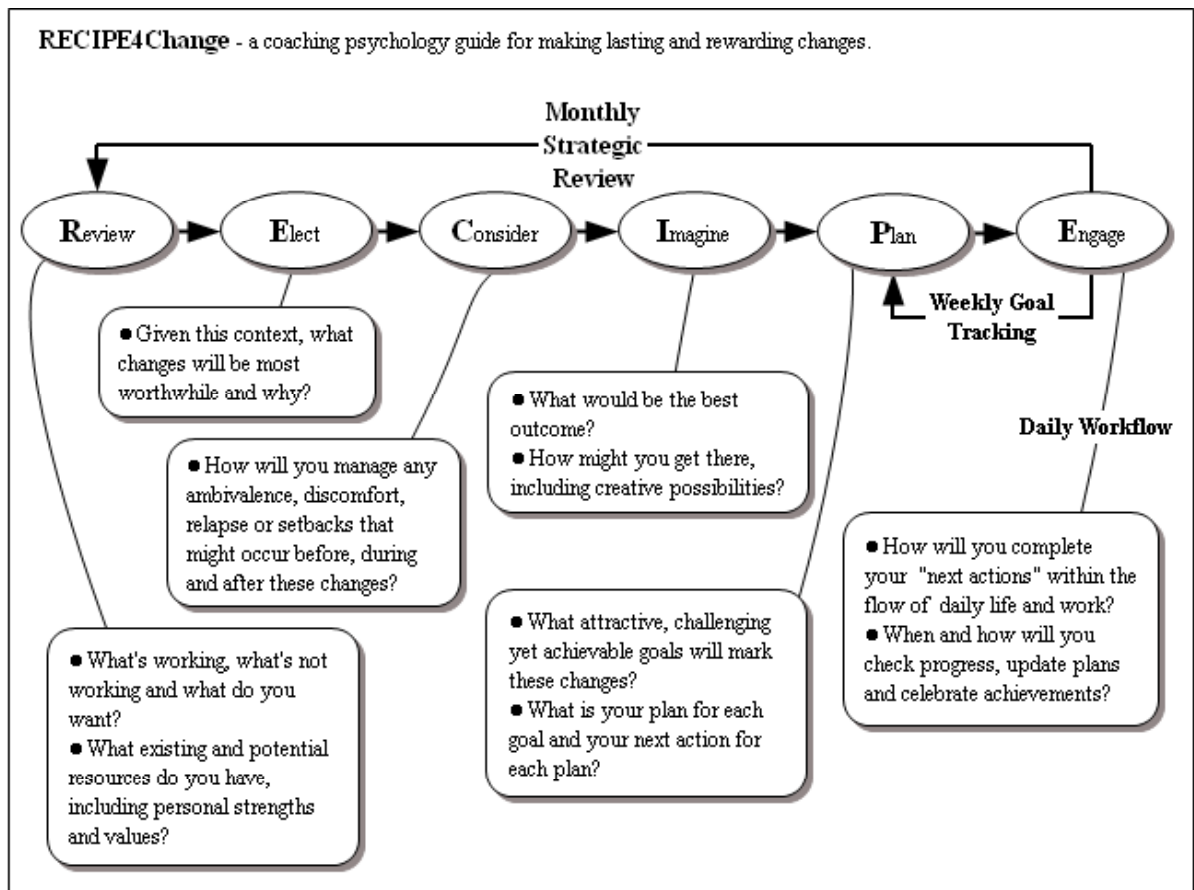 RECIPE4Change - a coaching psychology guide for making lasting and rewarding changes.
Monthly
Strategic
Review
Review
Elect
Consider
Imagine
Plan
Engage
Weekly Goal
Tracking
Daily Workflow
● Given this context, what
changes will be most
worthwhile and why?
● How will you manage any
ambivalence, discomfort,
relapse or setbacks that
might occur before, during
and after these changes?
● What would be the best
outcome?
● How might you get there,
including creative possibilities?
● What's working, what's not
working and what do you
want?
● What existing and potential
resources do you have,
including personal strengths
and values?
● What attractive, challenging
yet achievable goals will mark
these changes?
● What is your plan for each
goal and your next action for
each plan?
● How will you complete
your "next actions" within the
flow of daily life and work?
● When and how will you
check progress, update plans
and celebrate achievements?